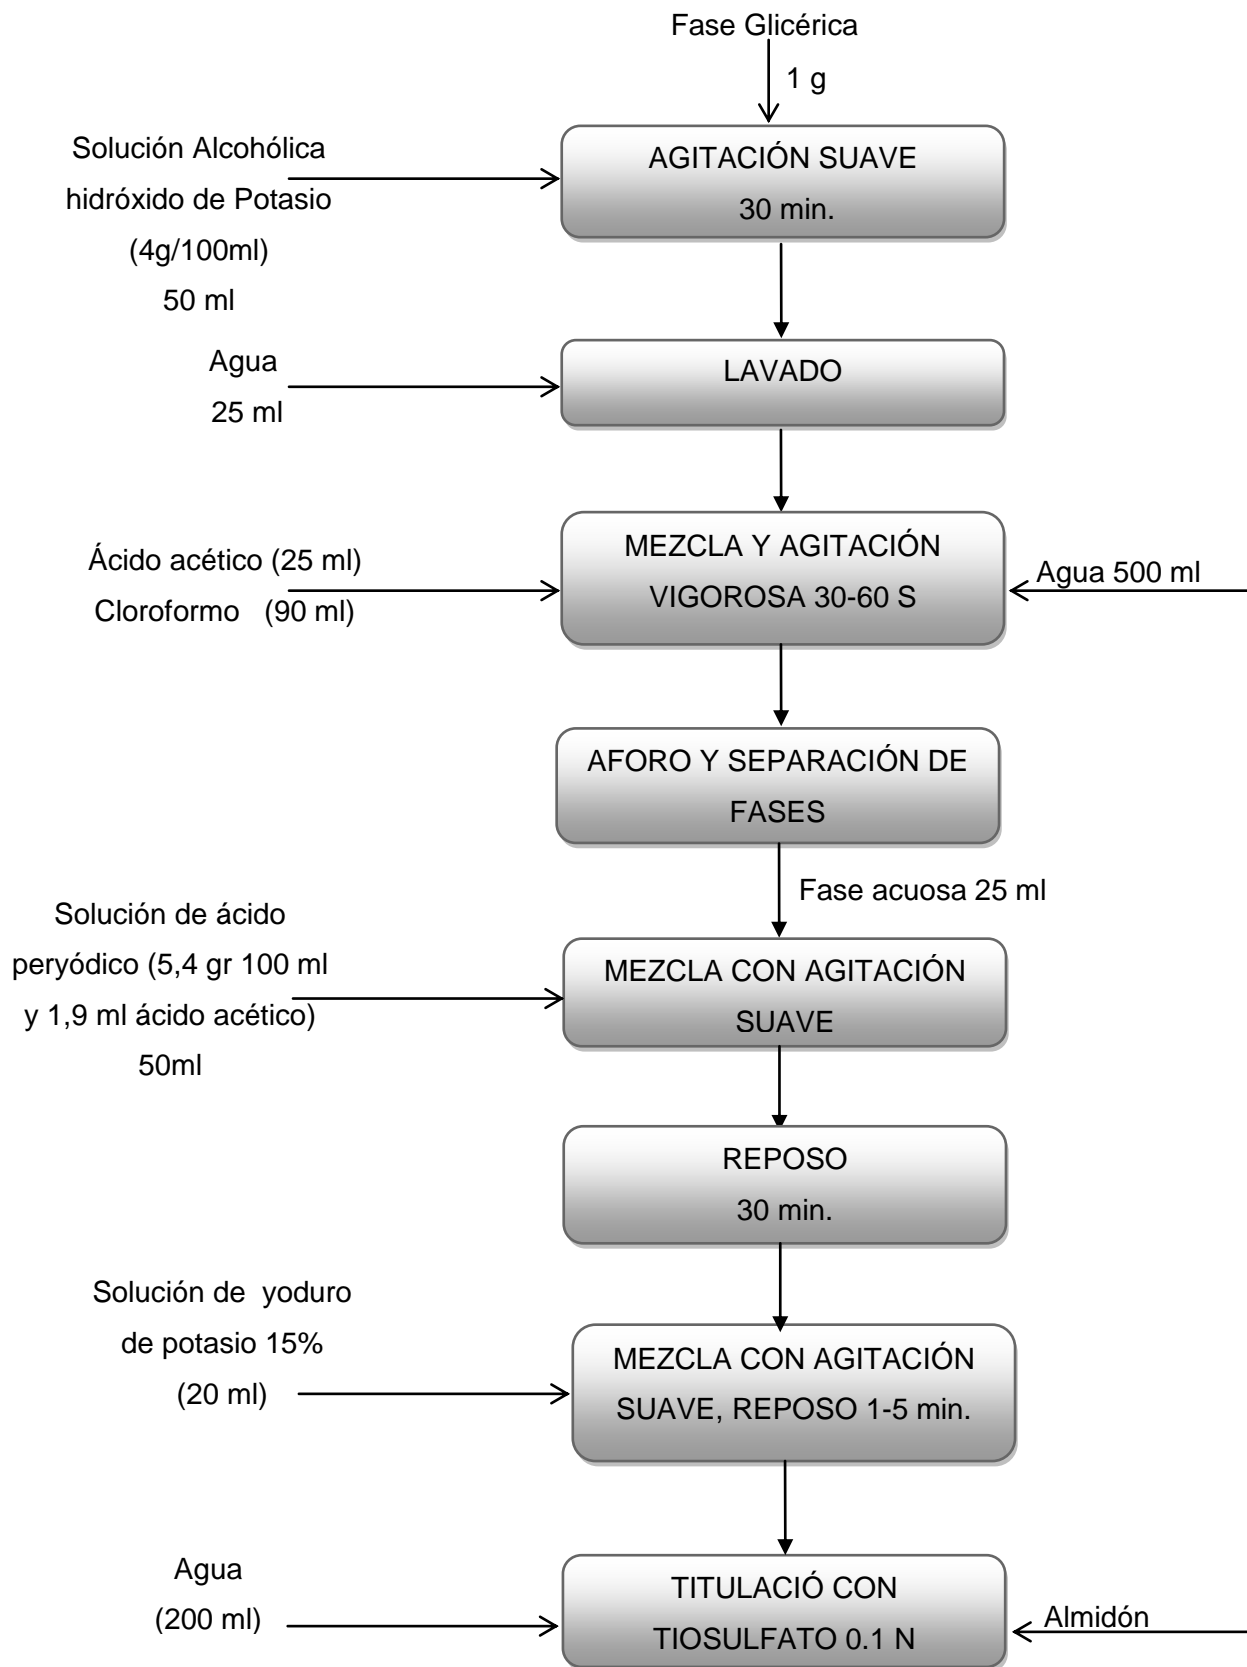 Fase Glicérica
1 g
Solución Alcohólica
hidróxido de Potasio
(4g/100ml)
50 ml
AGITACIÓN SUAVE
30 min.
Agua
25 ml
LAVADO
Ácido acético (25 ml)
Cloroformo (90 ml)
MEZCLA Y AGITACIÓN
VIGOROSA 30-60 S
Agua 500 ml
AFORO Y SEPARACIÓN DE
FASES
Fase acuosa 25 ml
Solución de ácido
peryódico (5,4 gr 100 ml
y 1,9 ml ácido acético)
50ml
MEZCLA CON AGITACIÓN
SUAVE
REPOSO
30 min.
Solución de yoduro
de potasio 15%
(20 ml)
MEZCLA CON AGITACIÓN
SUAVE, REPOSO 1-5 min.
Agua
(200 ml)
TITULACIÓ CON
TIOSULFATO 0.1 N
Almidón